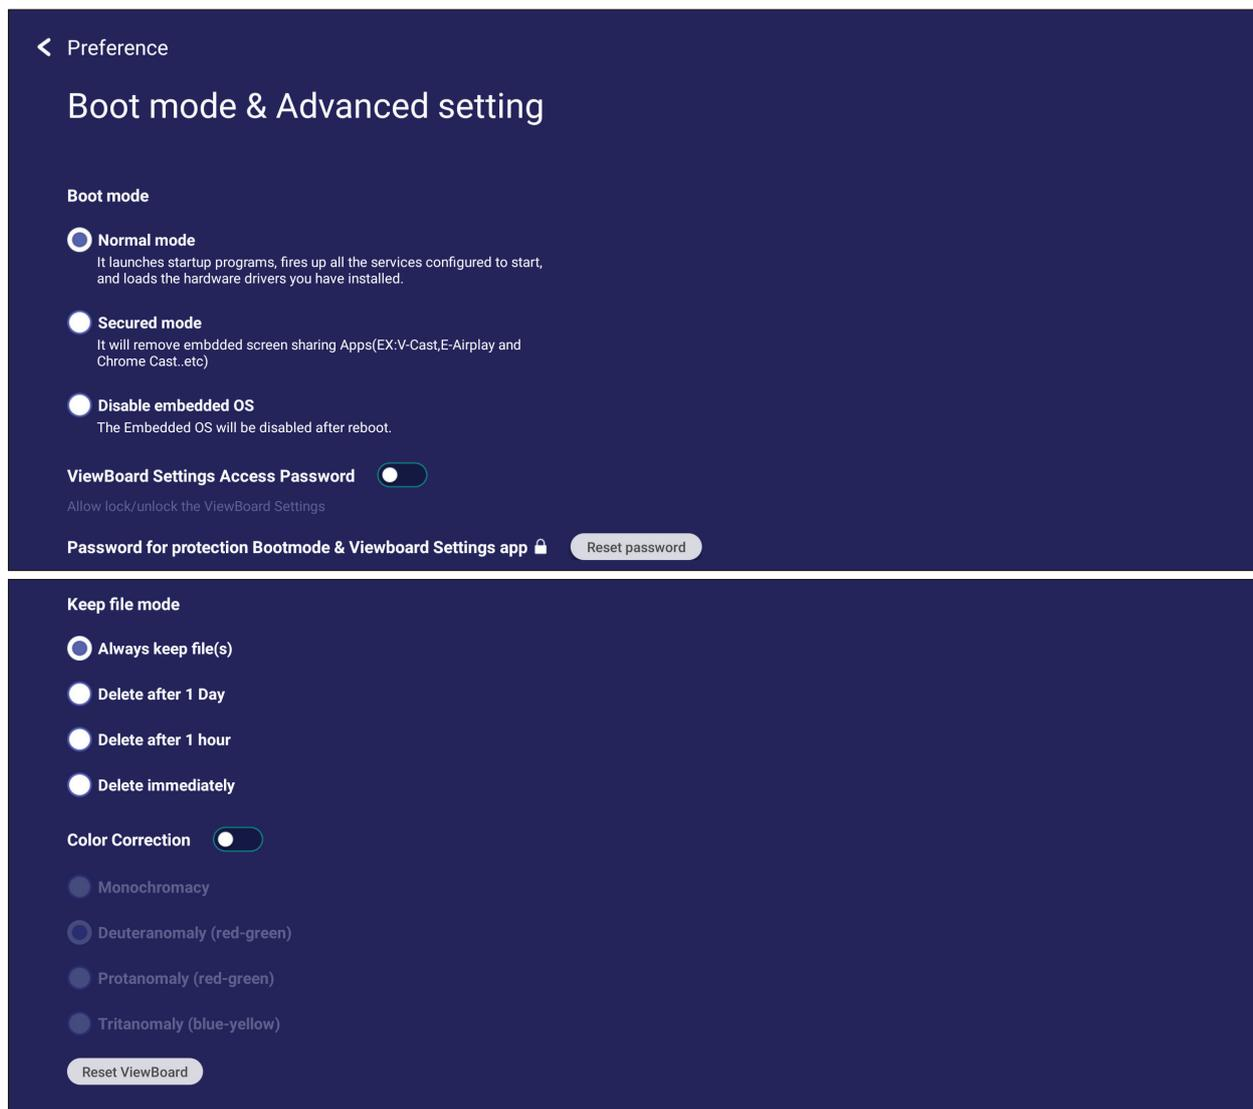 Preference
Boot mode & Advanced setting
Boot mode
Normal mode
It launches startup programs, fires up all the services configured to start,
and loads the hardware drivers you have installed.
Secured mode
It will remove embdded screen sharing Apps(EX:V-Cast,E-Airplay and
Chrome Cast..etc)
Disable embedded OS
The Embedded OS will be disabled after reboot.
ViewBoard Settings Access Password
Allow lock/unlock the ViewBoard Settings
Password for protection Bootmode & Viewboard Settings app Reset password
Keep file mode
Always keep file(s)
Delete after 1 Day
Delete after 1 hour
Delete immediately
Color Correction
Monochromacy
Deuteranomaly (red-green)
Protanomaly (red-green)
Tritanomaly (blue-yellow)
Reset ViewBoard